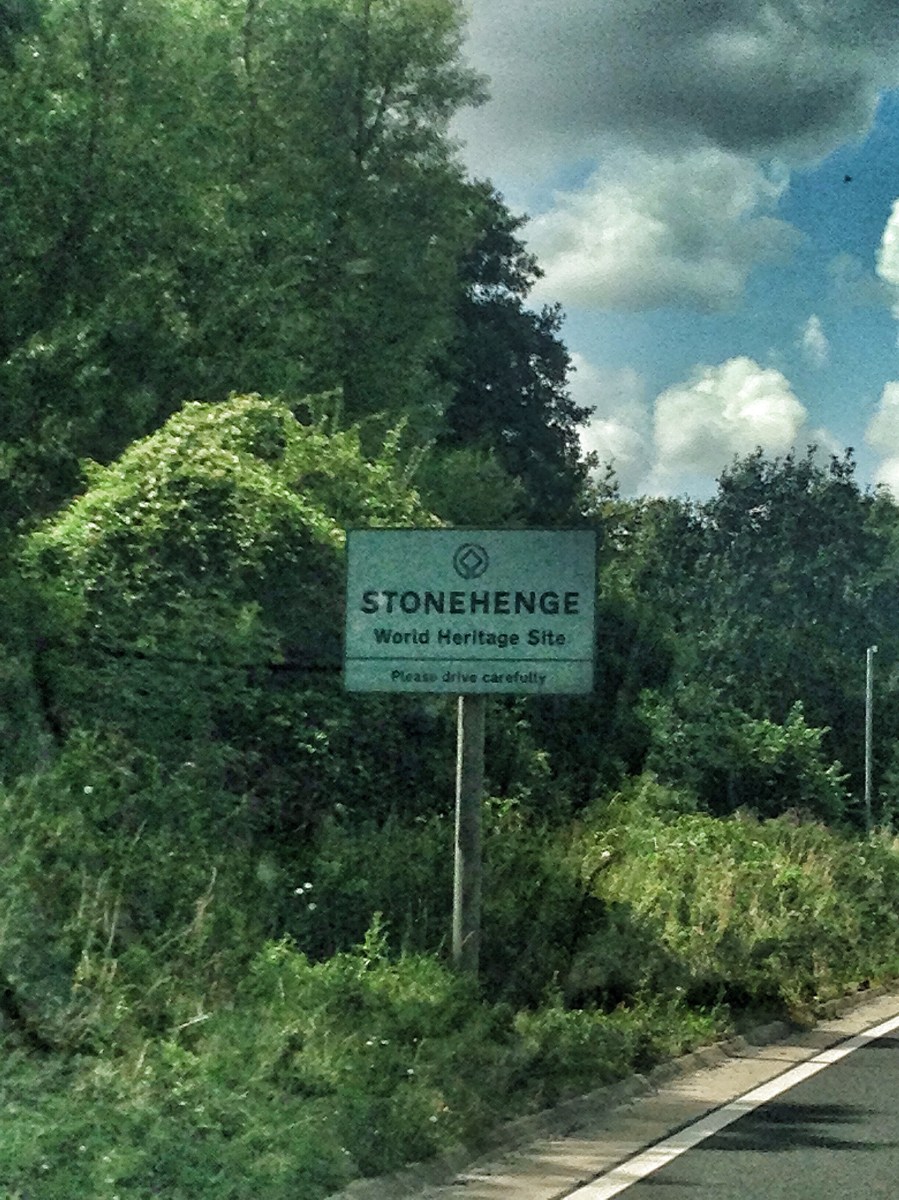 STONEHENGE
World Heritage Site
Please drive carefully